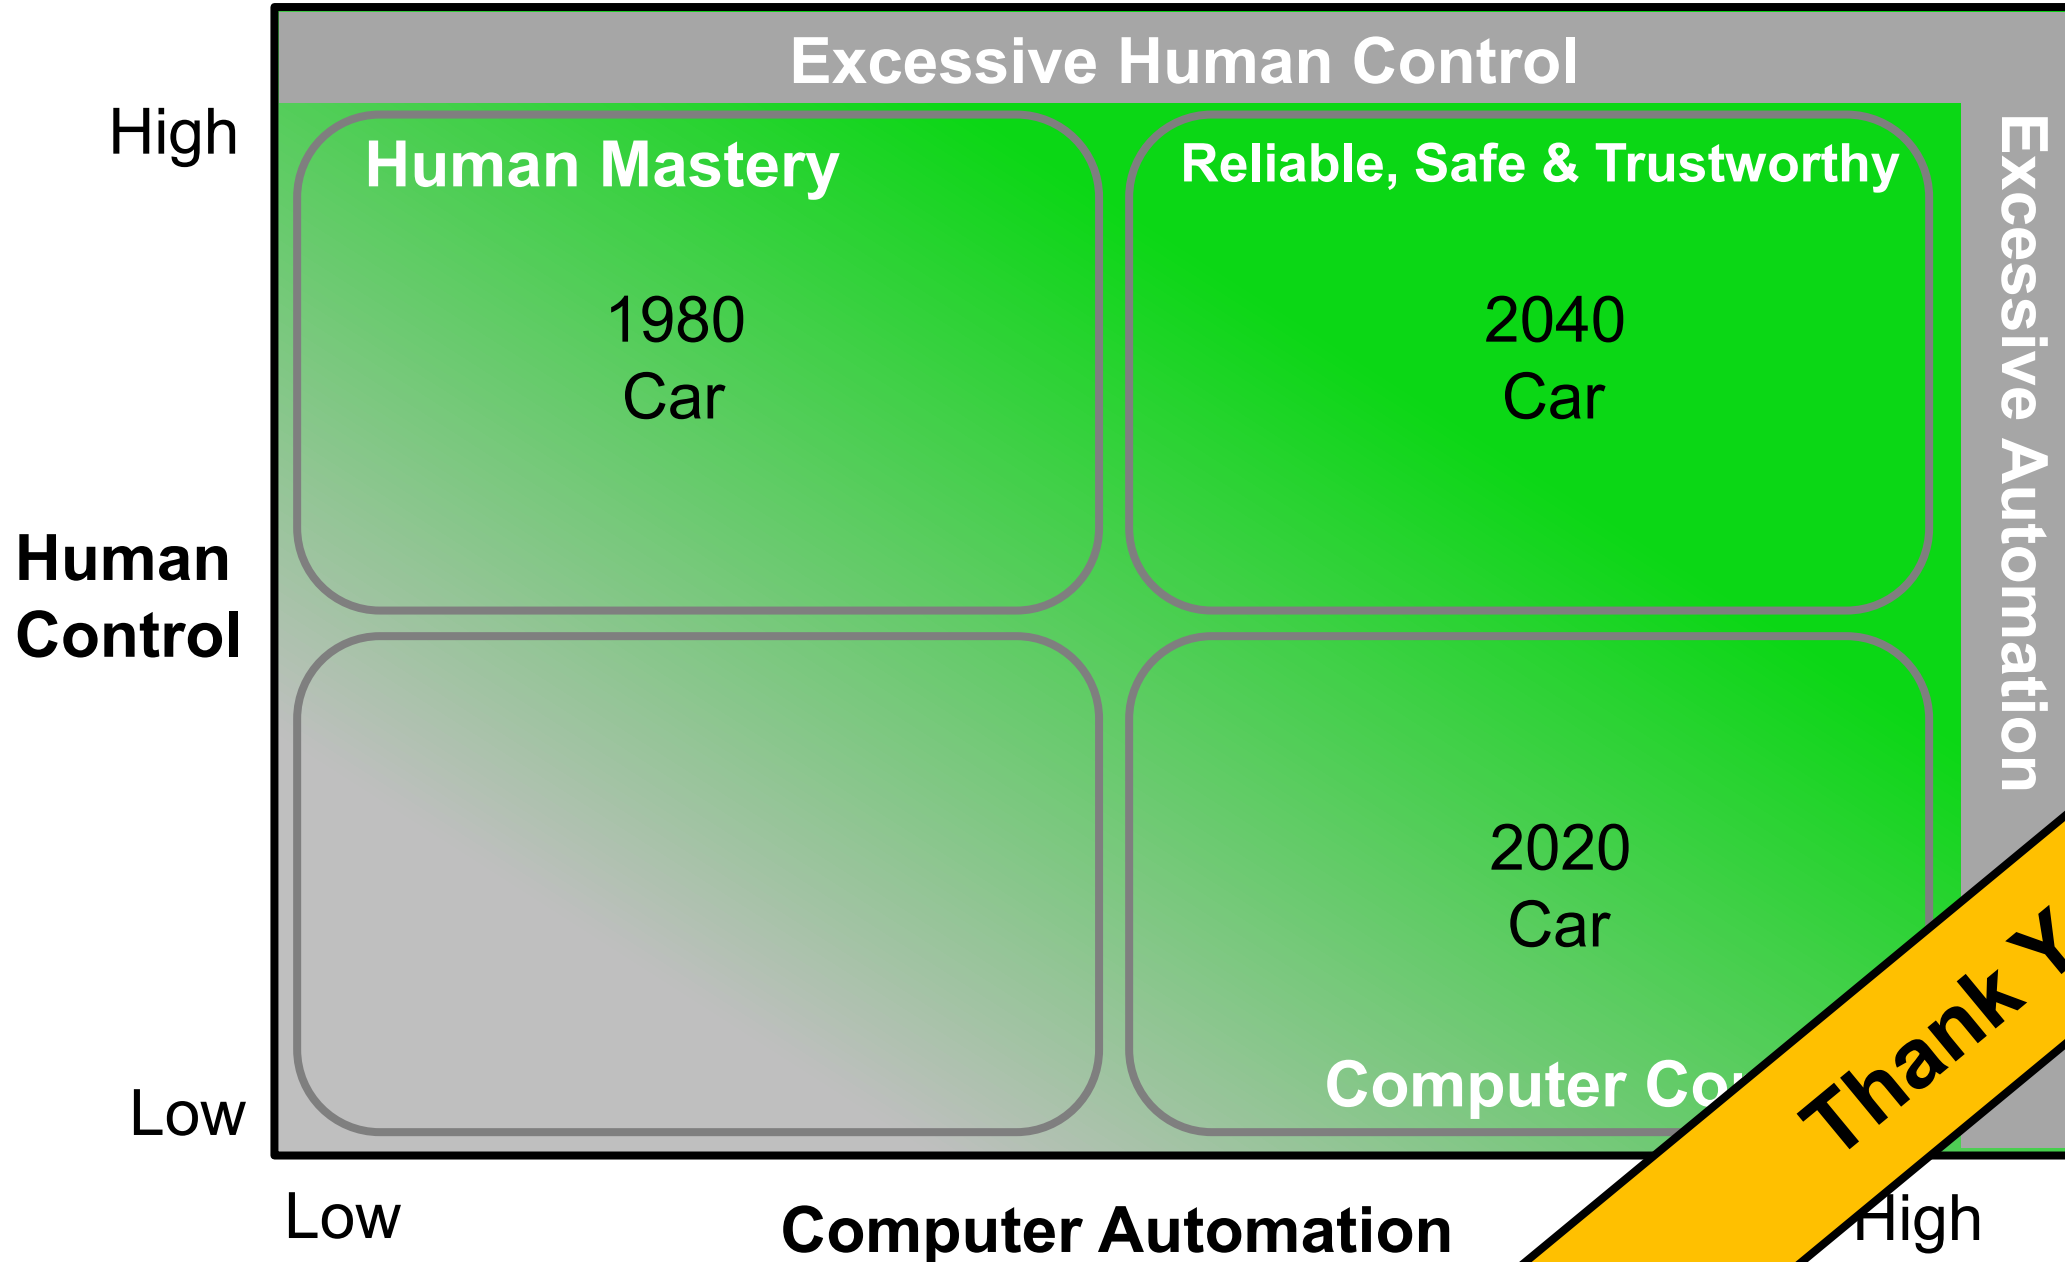 Excessive Human Control
High
Human Mastery
Reliable, Safe & Trustworthy
Excessive Automation
1980
Car
2040
Car
Human
Control
2020
Car
Computer
Thank
Low
Low
Computer Automation
High